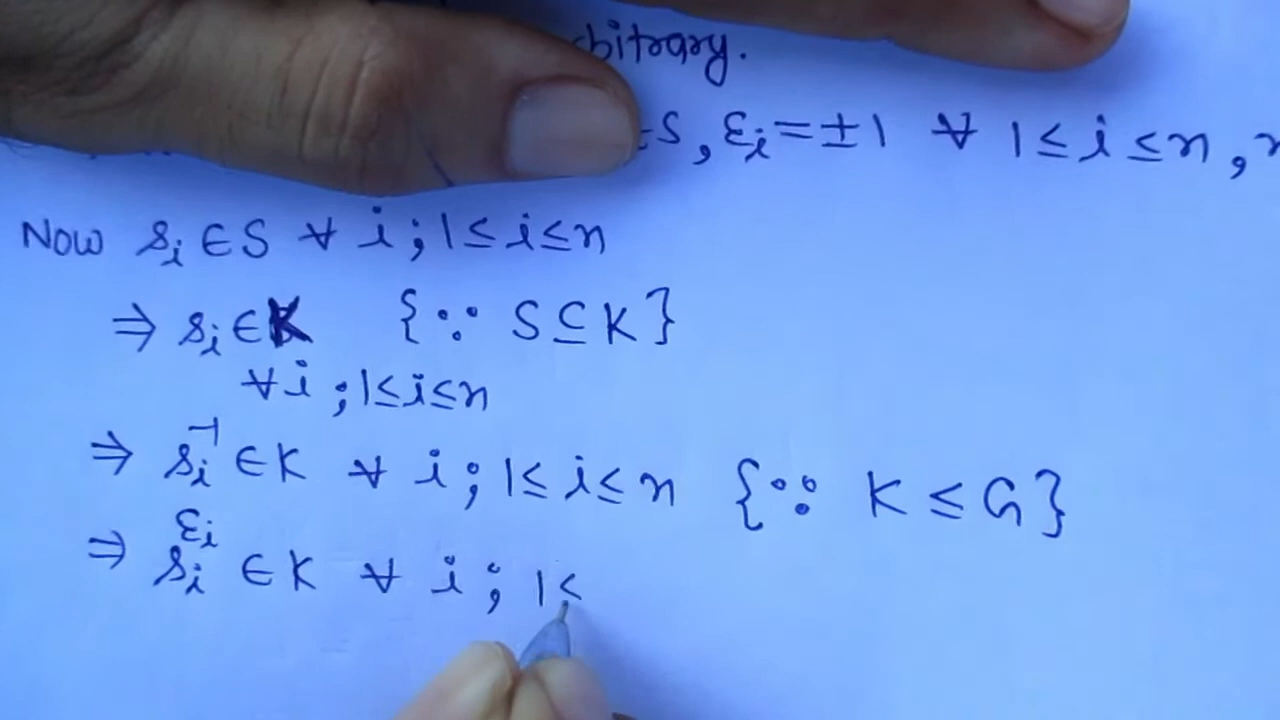 bitrary.
S, εᵢ = ±1 ∀ 1 ≤ i ≤ n,
Now sᵢ ∈ S ∀ i ; 1 ≤ i ≤ n
⇒ sᵢ ∈ K {∵ S ⊆ K}
∀ i ; 1 ≤ i ≤ n
⇒ sᵢ⁻¹ ∈ K ∀ i ; 1 ≤ i ≤ n {∵ K ≤ G}
⇒ sᵢ^εᵢ ∈ K ∀ i ; 1 ≤